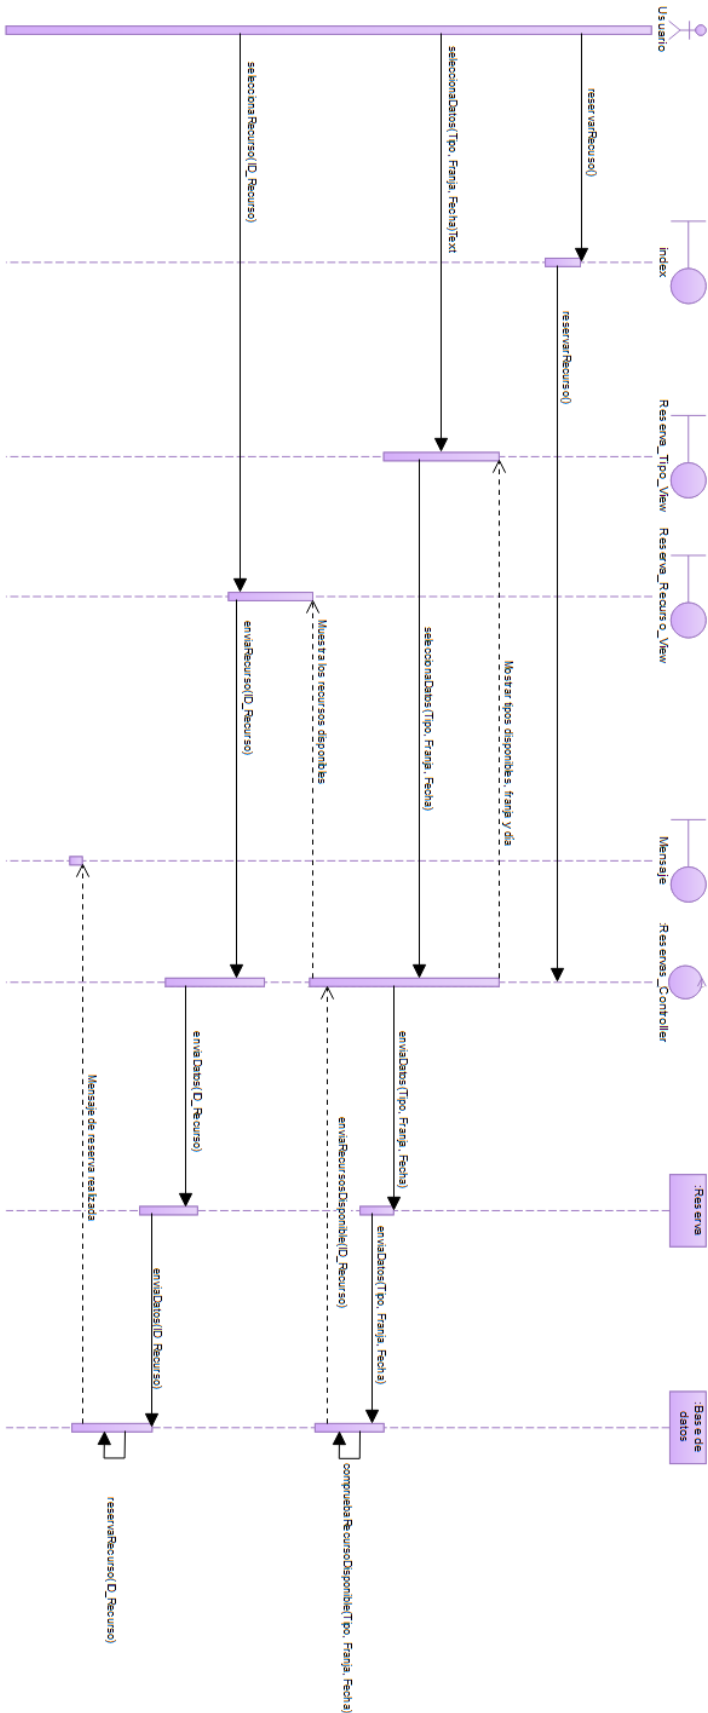 Usuario
index
Reserva_Tipo_View
Reserva_Recurso_View
Mensaje
:Reservas_Controller
:Reserva
:Base de
datos
reservarRecuso()
reservarRecurso()
Mostrar tipos disponibles, franja y dia
seleccionaDatos(Tipo, Franja, Fecha)Text
seleccionaDatos(Tipo, Franja, Fecha)
enviaDatos(Tipo, Franja, Fecha)
enviaDatos(Tipo, Franja, Fecha)
compruebaRecursoDisponible(Tipo, Franja, Fecha)
enviaRecursosDisponible(ID_Recurso)
Muestra los recursos disponibles
seleccionaRecurso(ID_Recurso)
enviaRecurso(ID_Recurso)
enviaDatos(ID_Recurso)
enviaDatos(ID_Recurso)
reservaRecurso(ID_Recurso)
Mensaje de reserva realizada